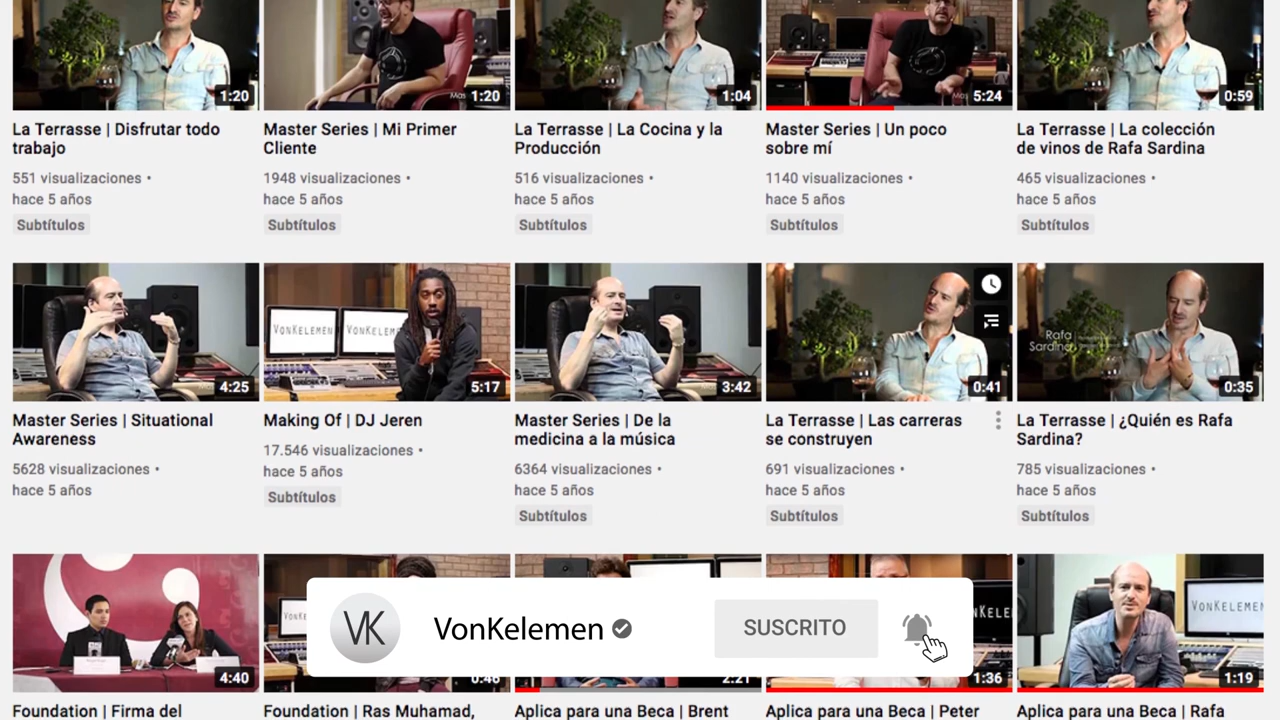 1:20
Mas
1:20
1:04
Mas
5:24
0:59
La Terrasse | Disfrutar todo
trabajo
551 visualizaciones •
hace 5 años
Subtítulos
Master Series | Mi Primer
Cliente
1948 visualizaciones •
hace 5 años
Subtítulos
La Terrasse | La Cocina y la
Producción
516 visualizaciones •
hace 5 años
Subtítulos
Master Series | Un poco
sobre mí
1140 visualizaciones •
hace 5 años
Subtítulos
La Terrasse | La colección
de vinos de Rafa Sardina
465 visualizaciones •
hace 5 años
Subtítulos
4:25
VONKELEMEN
VONKELEME
5:17
3:42
0:41
Rafa
Sardina
0:35
Master Series | Situational
Awareness
5628 visualizaciones •
hace 5 años
Making Of | DJ Jeren
17.546 visualizaciones •
hace 5 años
Subtítulos
Master Series | De la
medicina a la música
6364 visualizaciones •
hace 5 años
Subtítulos
La Terrasse | Las carreras
se construyen
691 visualizaciones •
hace 5 años
Subtítulos
La Terrasse | ¿Quién es Rafa
Sardina?
785 visualizaciones •
hace 5 años
Subtítulos
4:40
VK
VonKelemen
SUSCRITO
0:46
2:21
NKELE
1:36
VONKELEMEN
1:19
Foundation | Firma del
Foundation | Ras Muhamad,
Aplica para una Beca | Brent
Aplica para una Beca | Peter
Aplica para una Beca | Rafa